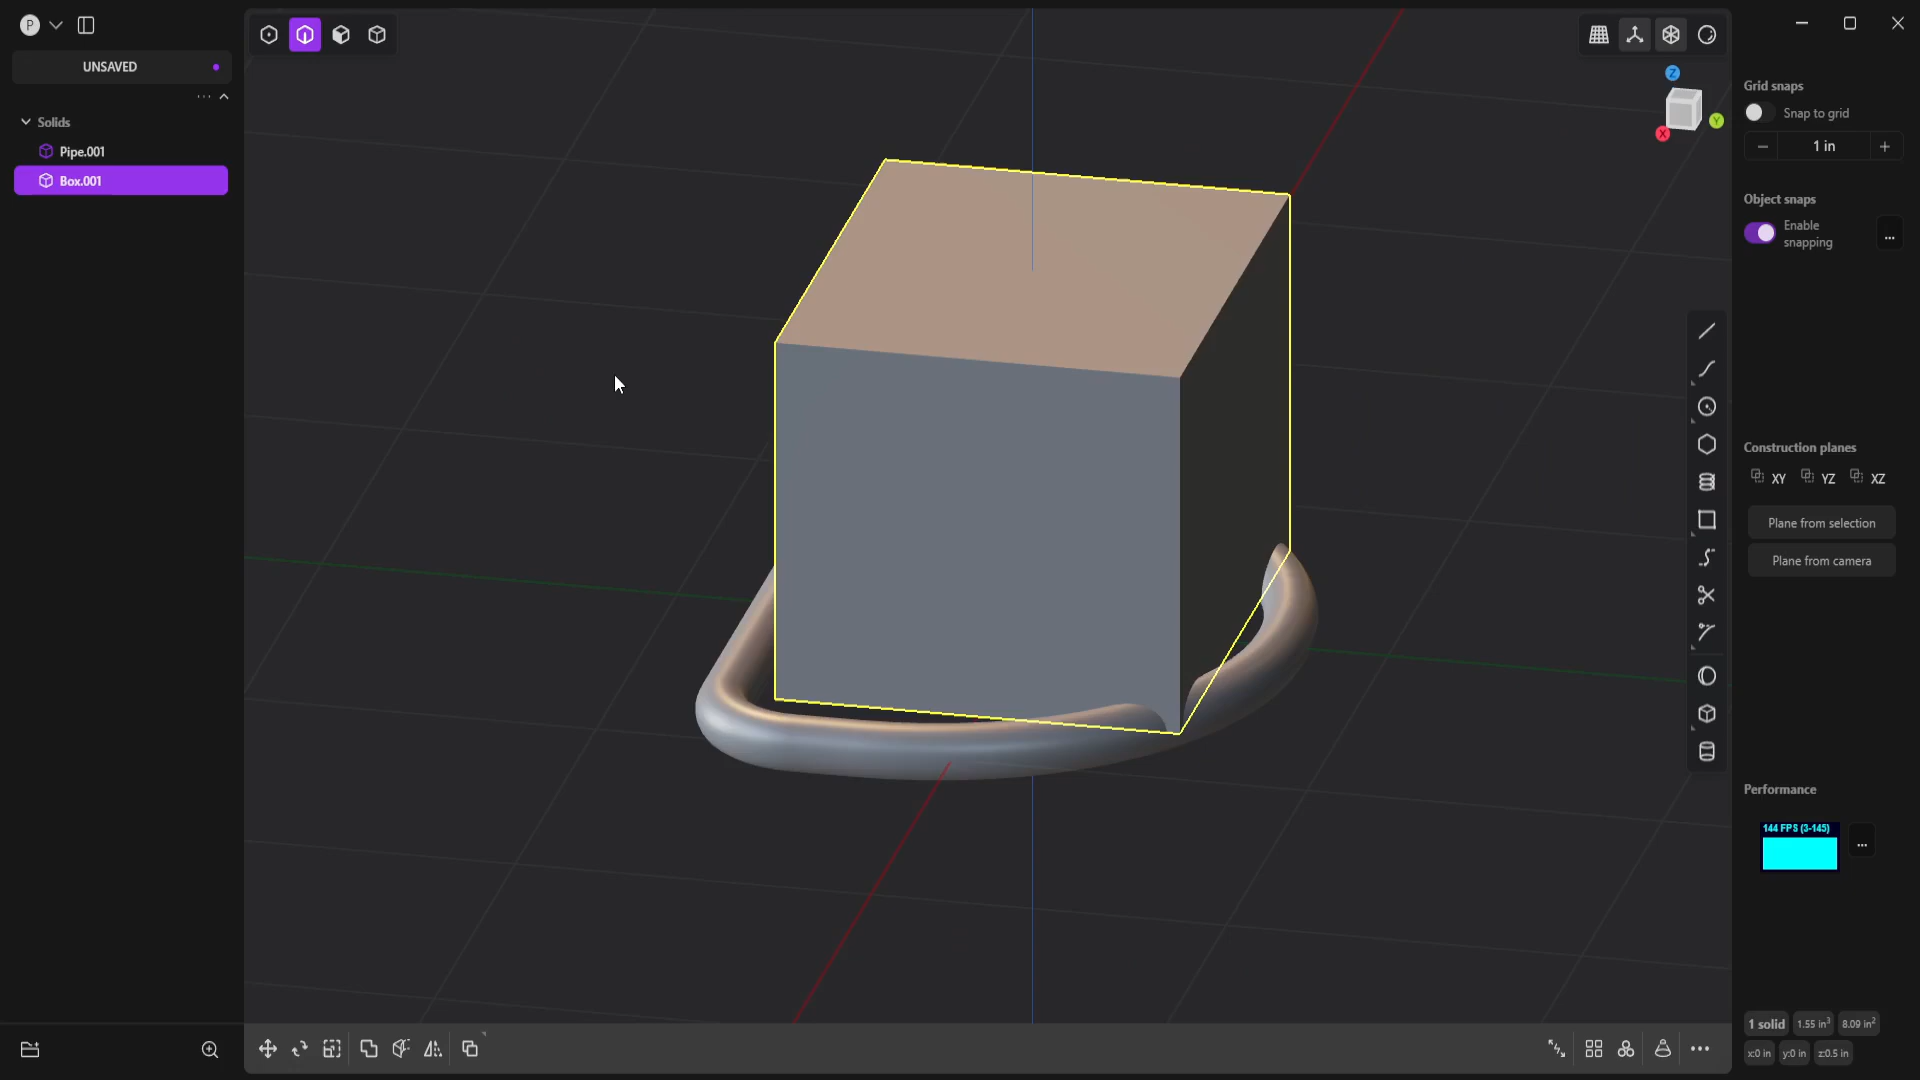 P
UNSAVED
Solids
Pipe.001
Box.001
Z
X
Y
Grid snaps
Snap to grid
1 in
Object snaps
Enable
snapping
...
Construction planes
XY
YZ
XZ
Plane from selection
Plane from camera
Performance
144 FPS (3-145)
...
1 solid
1.55 in³
8.09 in²
x:0 in
y:0 in
z:0.5 in